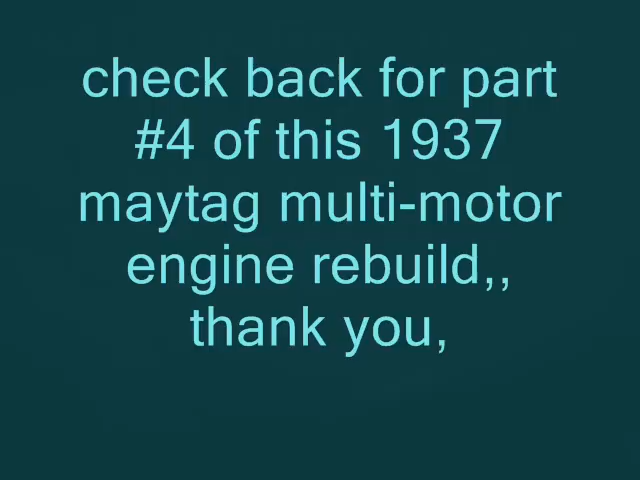 check back for part
#4 of this 1937
maytag multi-motor
engine rebuild,,
thank you,